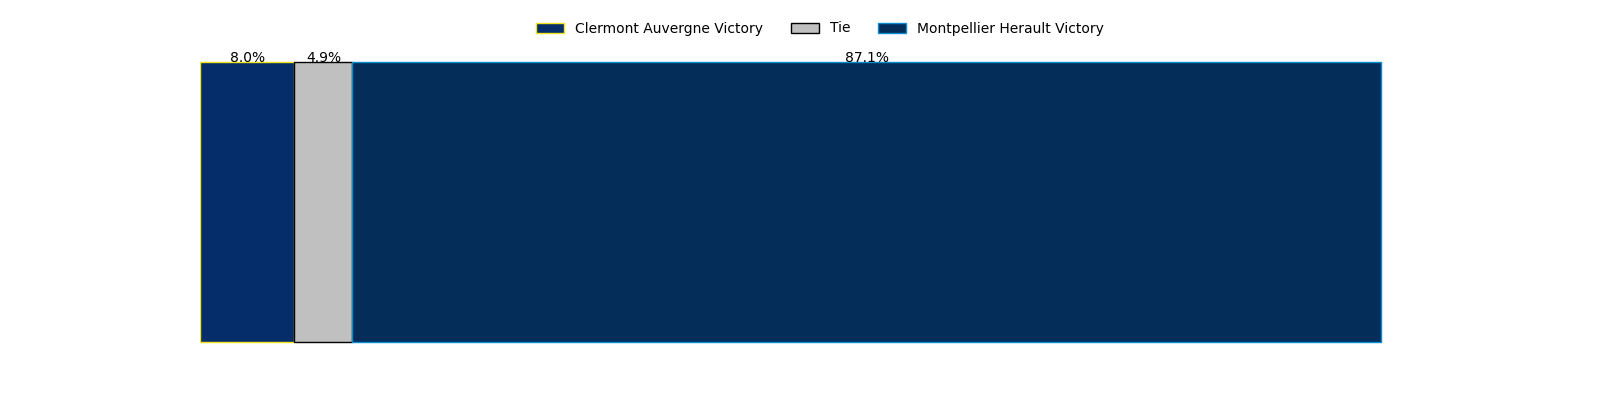 Clermont Auvergne Victory Tie Montpellier Herault Victory
8.0% 4.9% 87.1%